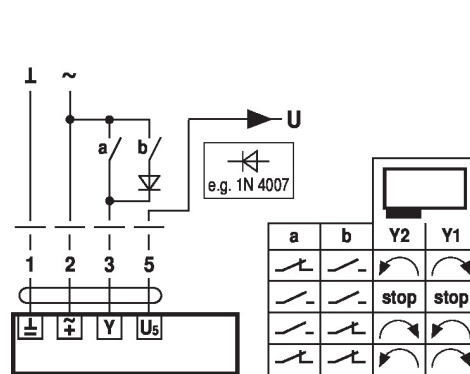 ⊥ ~
U
a b
e.g. 1N 4007
a b Y2 Y1
1 2 3 5
stop stop
Y U5